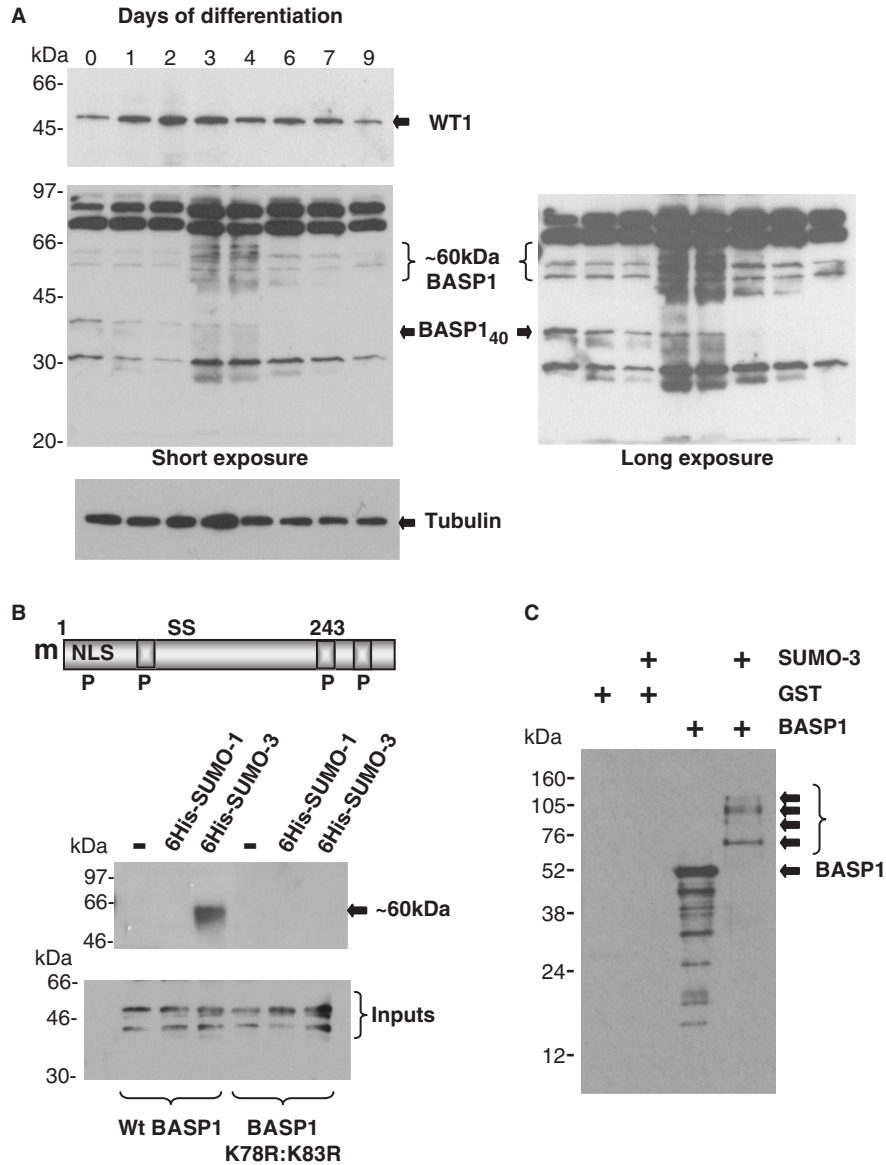 A
Days of differentiation
kDa
0 1 2 3 4 6 7 9
66-
45-
WT1
97-
66-
45-
30-
20-
~60kDa
BASP1
BASP1₄₀
Short exposure
Long exposure
Tubulin
B
1 SS 243
m NLS
P P P P
- 6His-SUMO-1 6His-SUMO-3 - 6His-SUMO-1 6His-SUMO-3
kDa
97-
66-
46-
~60kDa
kDa
66-
46-
30-
Inputs
Wt BASP1
BASP1
K78R:K83R
C
+ + SUMO-3
+ + GST
+ + BASP1
kDa
160-
105-
76-
52-
38-
24-
12-
BASP1